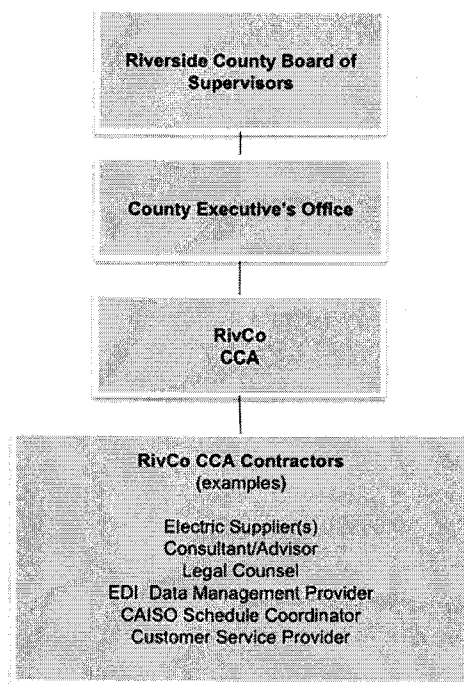 Riverside County Board of
Supervisors
County Executive's Office
RivCo
CCA
RivCo CCA Contractors
(examples)
Electric Supplier(s)
Consultant/Advisor
Legal Counsel
EDI Data Management Provider
CAISO Schedule Coordinator
Customer Service Provider